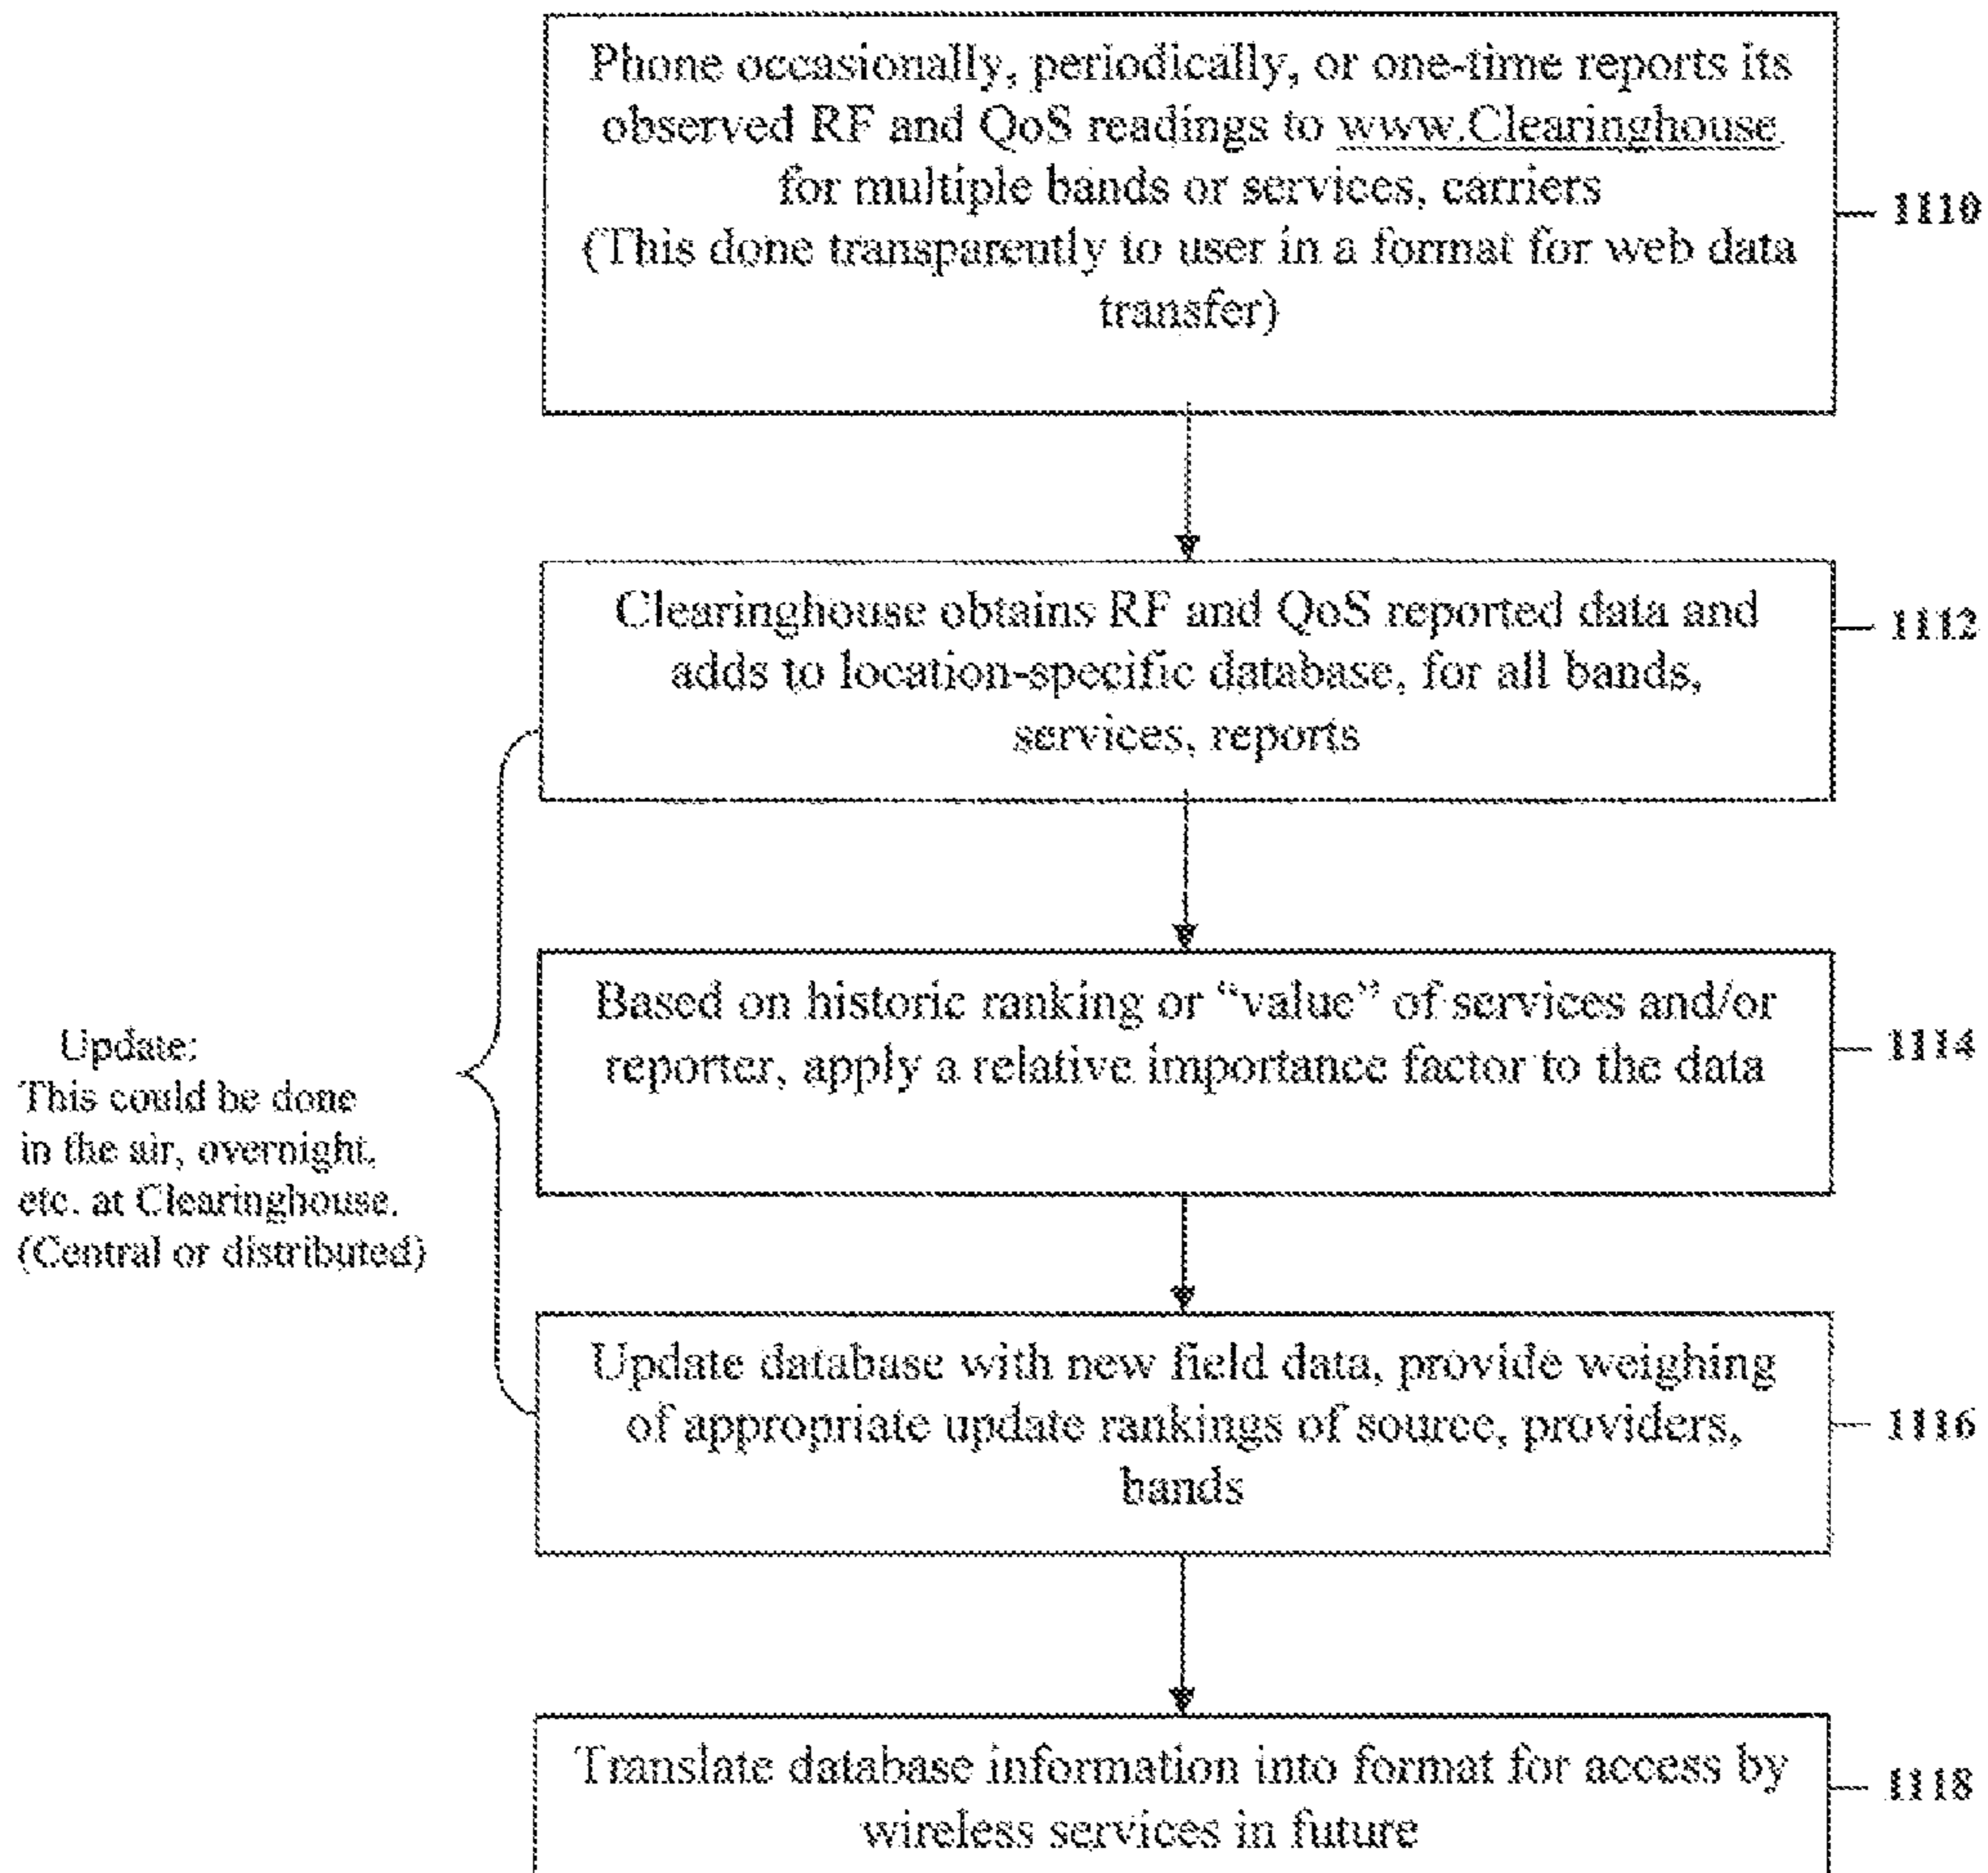 Phone occasionally, periodically, or one-time reports its
observed RF and QoS readings to www.Clearinghouse
for multiple bands or services, carriers
(This done transparently to user in a format for web data
transfer)
1110
Clearinghouse obtains RF and QoS reported data and
adds to location-specific database, for all bands,
services, reports
1112
Based on historic ranking or “value” of services and/or
reporter, apply a relative importance factor to the data
1114
Update:
This could be done
in the air, overnight,
etc. at Clearinghouse.
(Central or distributed)
Update database with new field data, provide weighing
of appropriate update rankings of source, providers,
bands
1116
Translate database information into format for access by
wireless services in future
1118